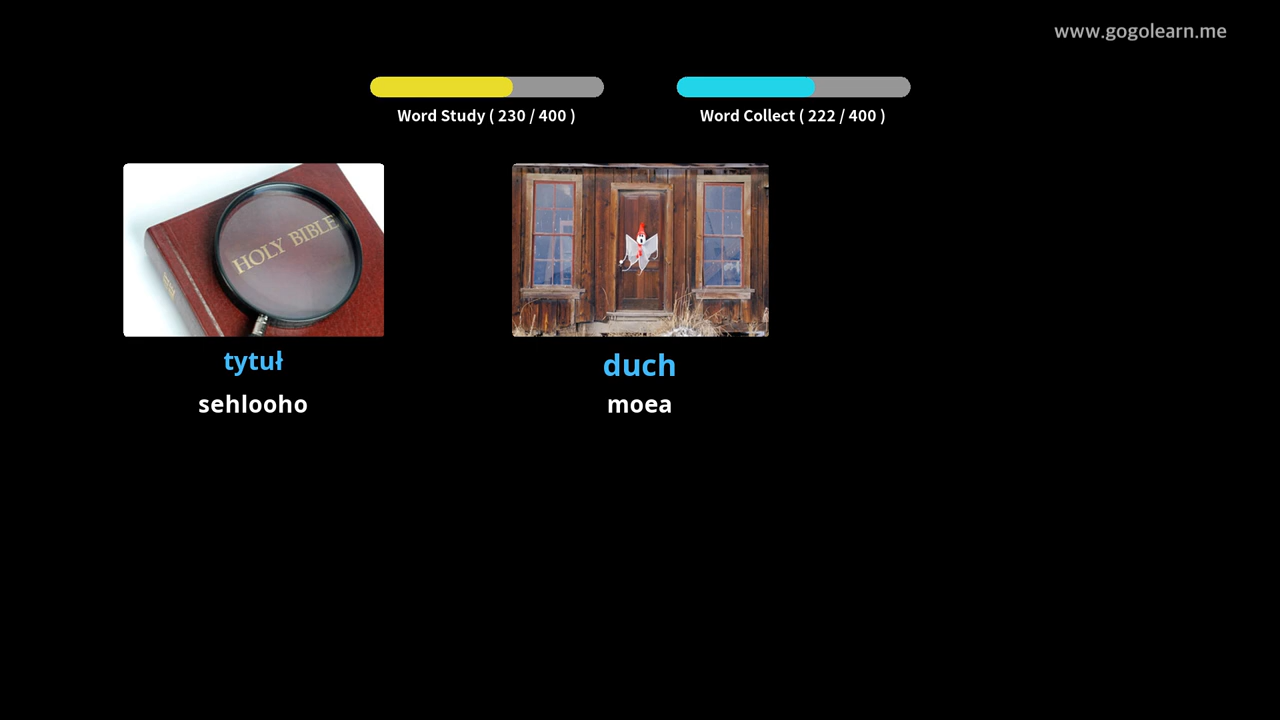 www.gogolearn.me
Word Study ( 230 / 400 )
Word Collect ( 222 / 400 )
HOLY BIBLE
tytuł
duch
sehlooho
moea